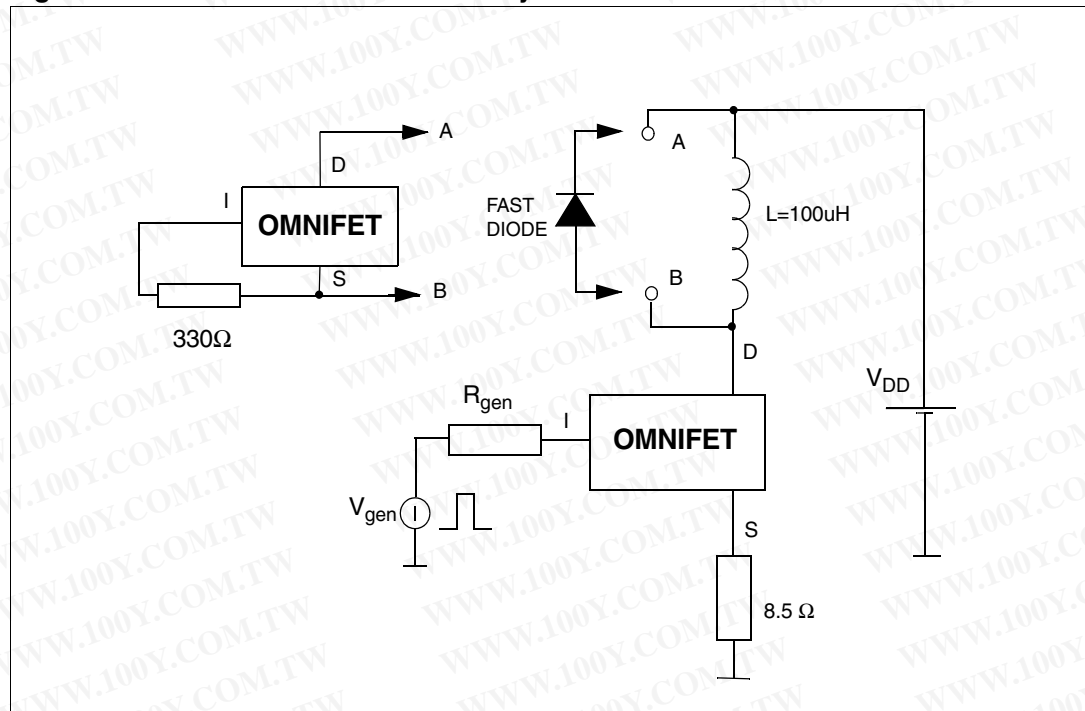 A
D
I
OMNIFET
S
B
330Ω
FAST
DIODE
A
B
L=100uH
D
V_DD
R_gen
I
OMNIFET
V_gen
I
S
8.5 Ω
WWW.100Y.COM.TW